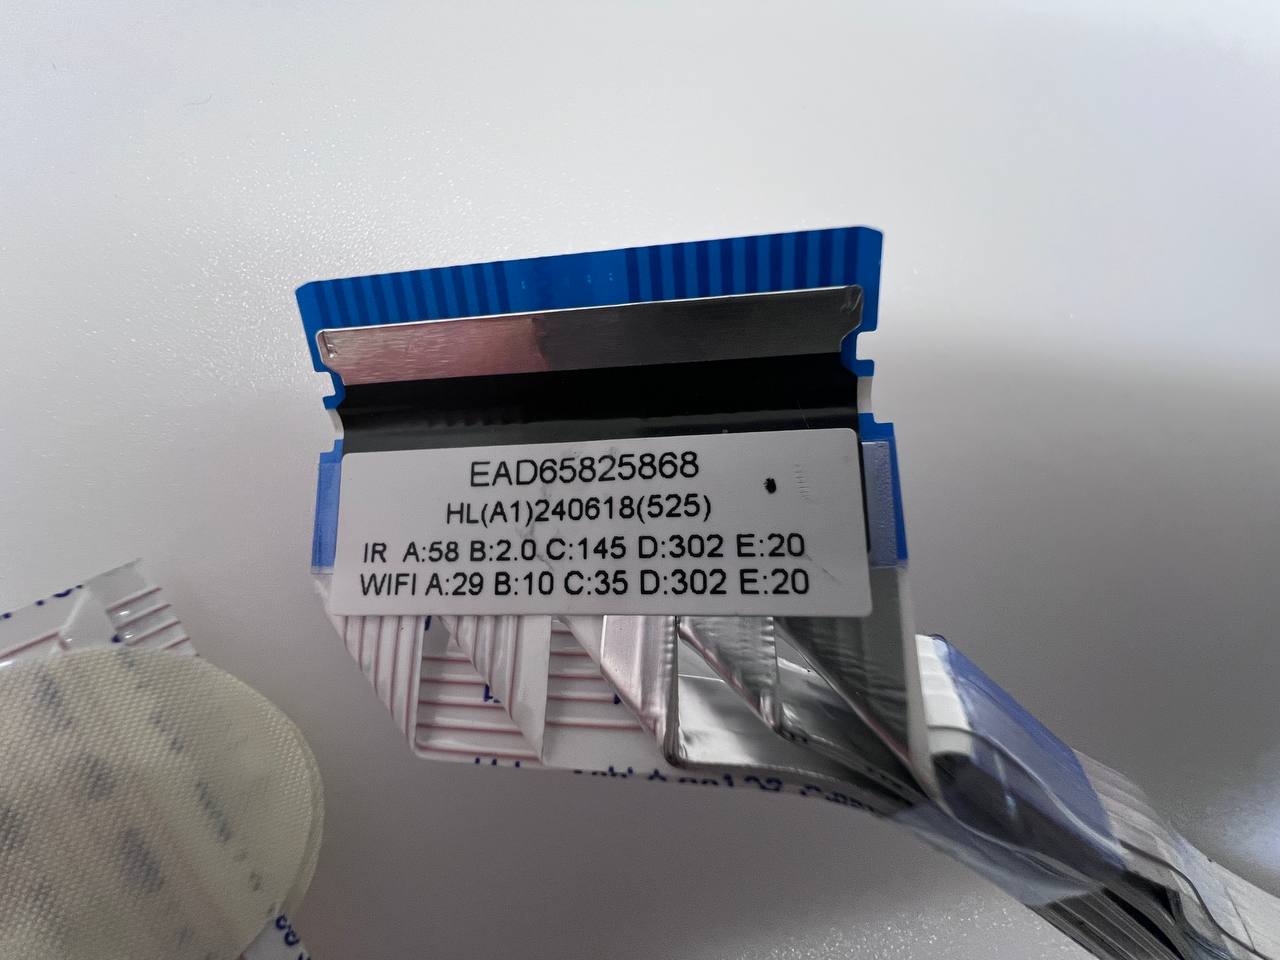 EAD65825868
HL(A1)240618(525)
IR A:58 B:2.0 C:145 D:302 E:20
WIFI A:29 B:10 C:35 D:302 E:20